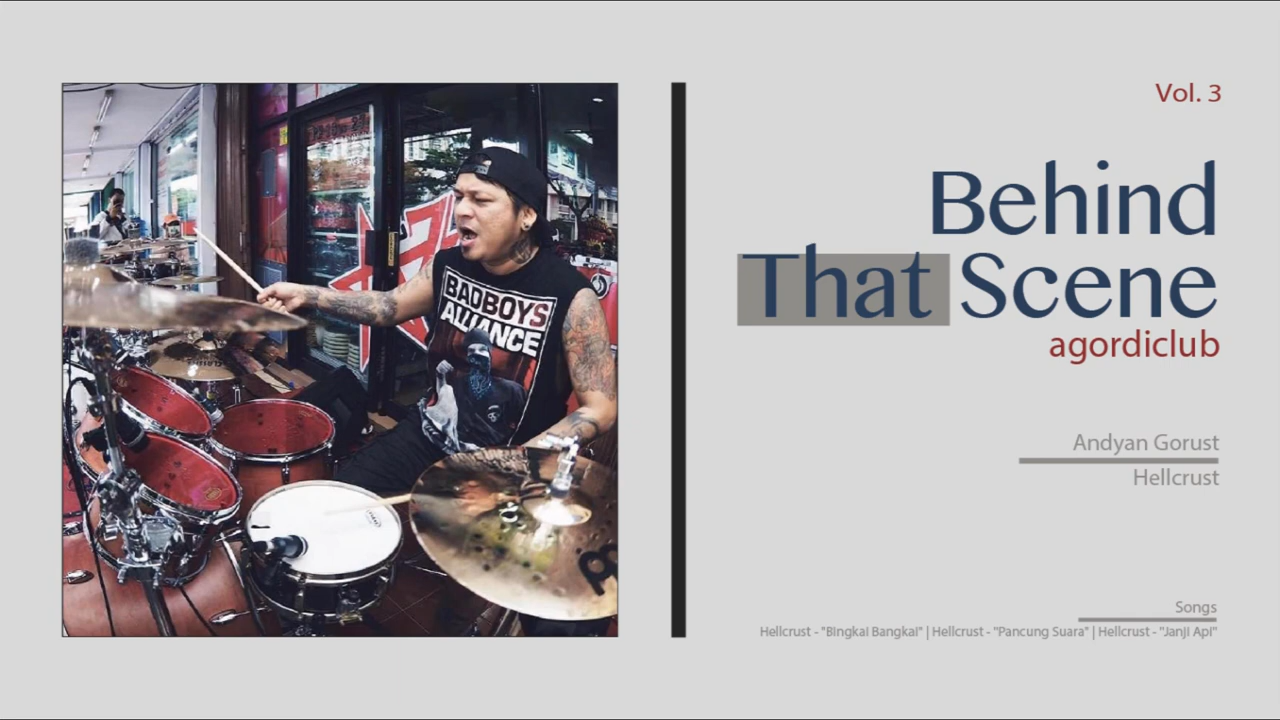 Vol. 3
Behind
That Scene
agordiclub
Andyan Gorust
Hellcrust
Songs
Hellcrust - "Bingkai Bangkai" | Hellcrust - "Pancung Suara" | Hellcrust - "Janji Api"
BADBOYS
ALLIANCE